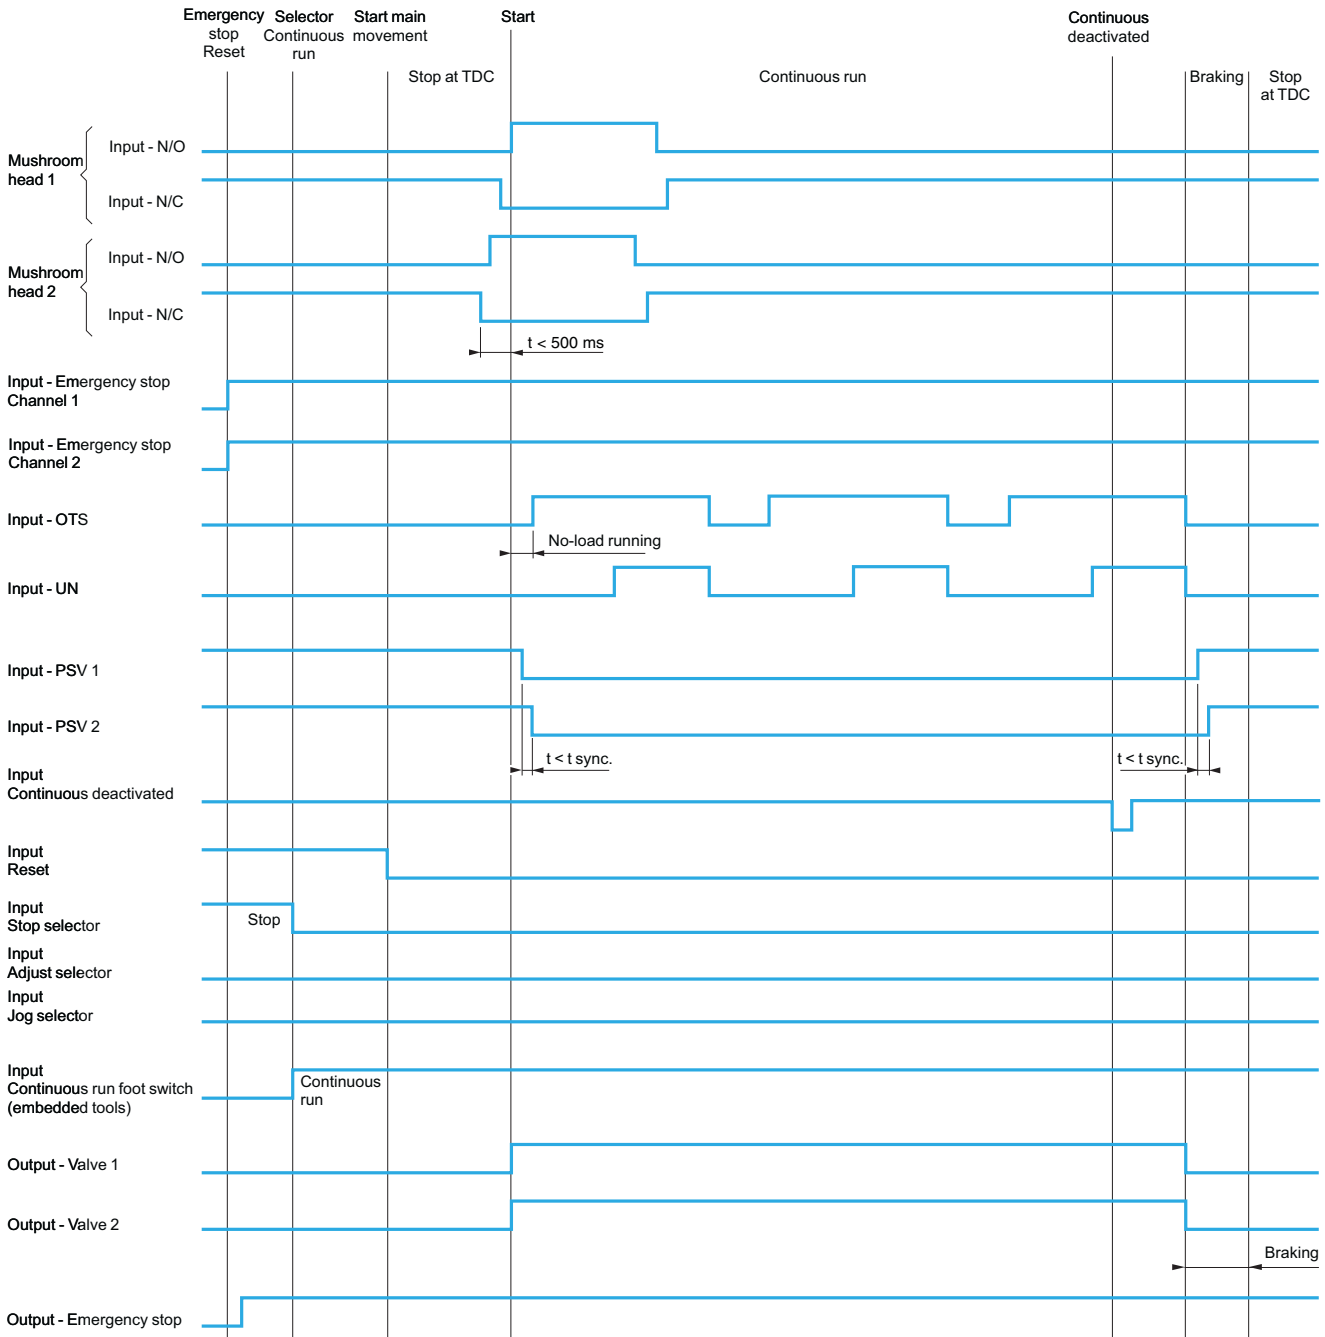 Emergency
stop
Reset
Selector
Continuous
run
Start main
movement
Start
Continuous
deactivated
Stop at TDC
Continuous run
Braking
Stop
at TDC
Mushroom
head 1
Input - N/O
Input - N/C
Mushroom
head 2
Input - N/O
Input - N/C
t < 500 ms
Input - Emergency stop
Channel 1
Input - Emergency stop
Channel 2
Input - OTS
No-load running
Input - UN
Input - PSV 1
Input - PSV 2
t < t sync.
t < t sync.
Input
Continuous deactivated
Input
Reset
Input
Stop selector
Stop
Input
Adjust selector
Input
Jog selector
Input
Continuous run foot switch
(embedded tools)
Continuous
run
Output - Valve 1
Output - Valve 2
Braking
Output - Emergency stop